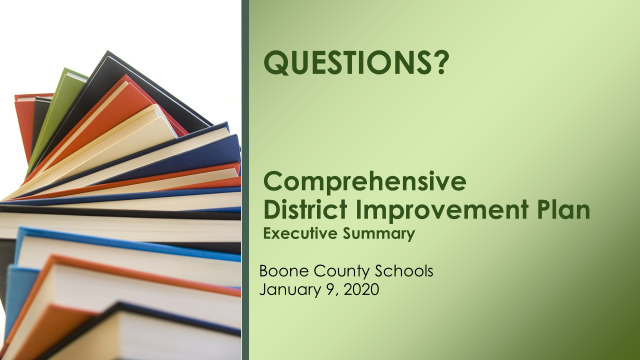 QUESTIONS?
Comprehensive
District Improvement Plan
Executive Summary
Boone County Schools
January 9, 2020